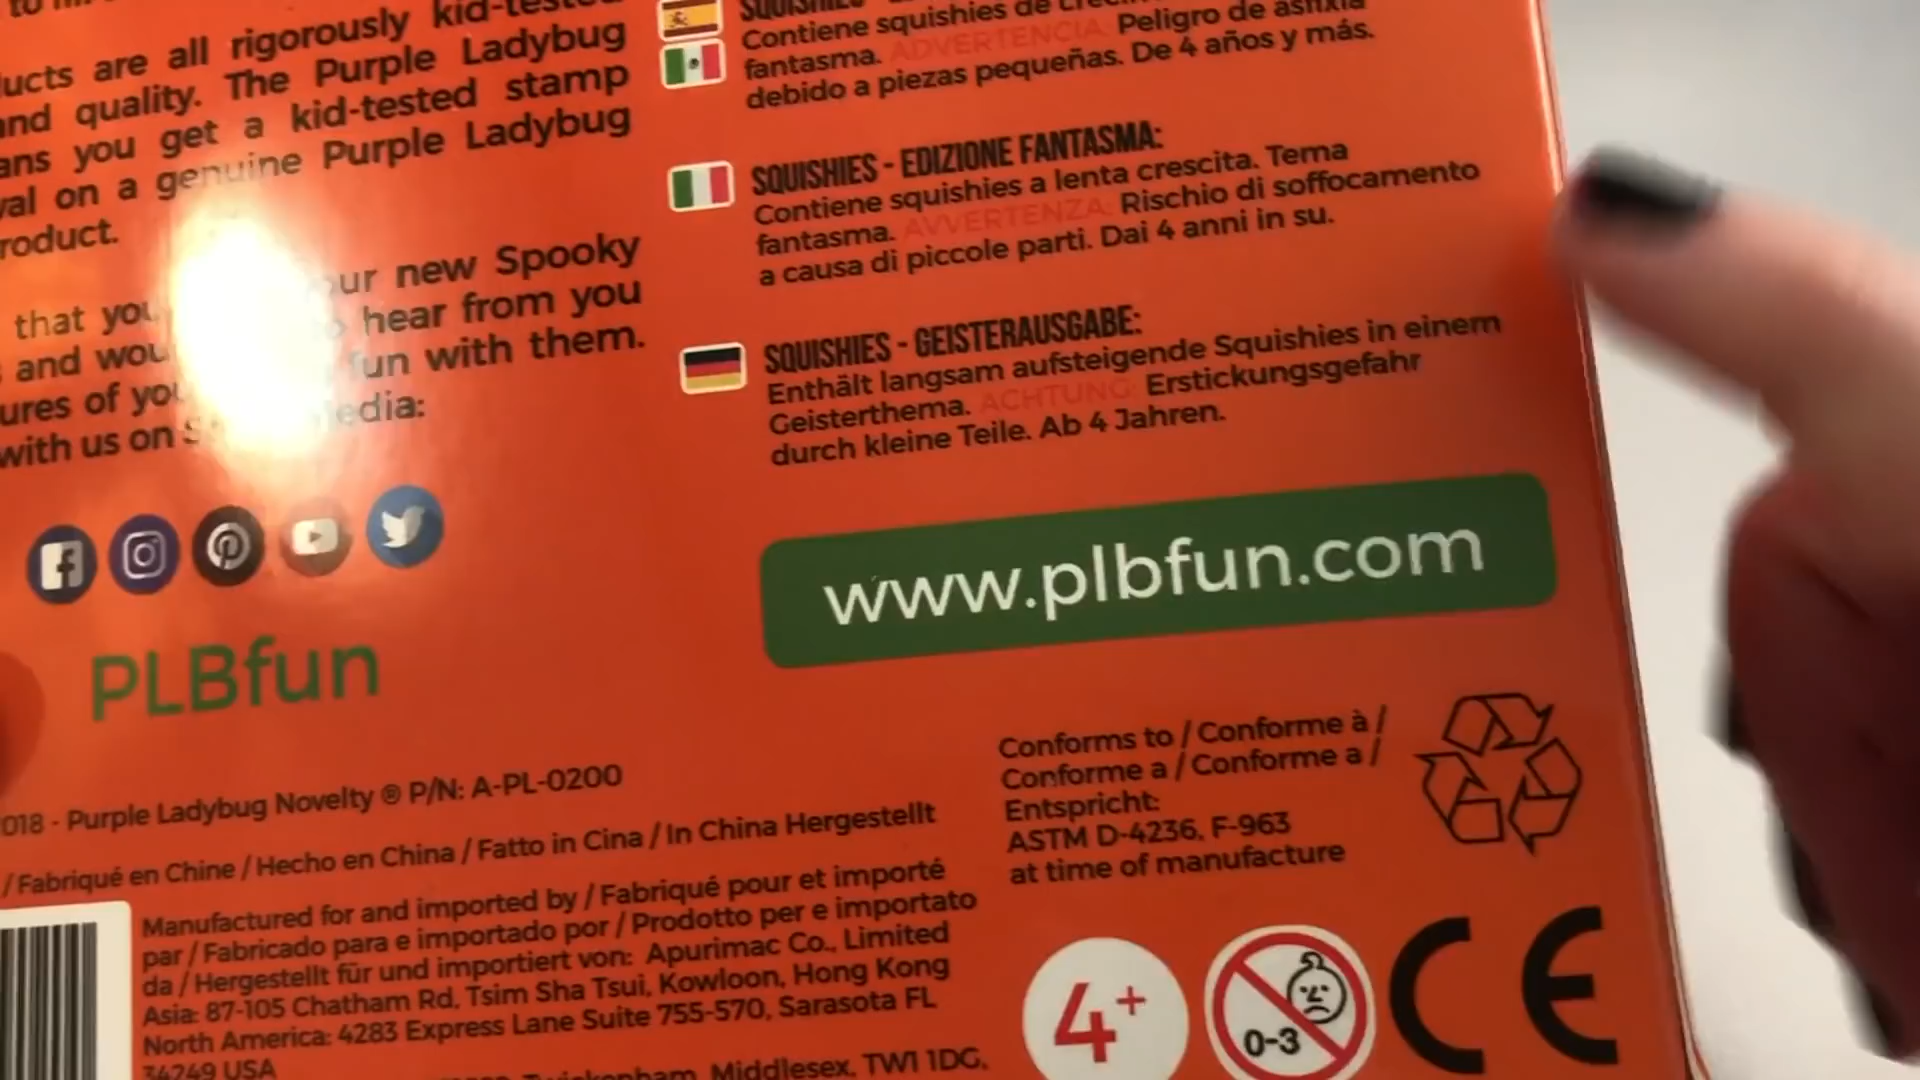 ducts are all rigorously kid-tested
and quality. The Purple Ladybug
ans you get a kid-tested stamp
val on a genuine Purple Ladybug
roduct.
that you our new Spooky
and hear from you
ures of fun with them.
with us on
PLBfun
018 - Purple Ladybug Novelty ® P/N: A-PL-0200
/ Fabriqué en Chine / Hecho en China / Fatto in Cina / In China Hergestellt
Manufactured for and imported by / Fabriqué pour et importé
par / Fabricado para e importado por / Prodotto per e importato
da / Hergestellt für und importiert von: Apurimac Co., Limited
Asia: 87-105 Chatham Rd, Tsim Sha Tsui, Kowloon, Hong Kong
North America: 4283 Express Lane Suite 755-570, Sarasota FL
34249 USA
Twickenham, Middlesex, TW1 1DG,
SQUISHIES -
Contiene squishies de
fantasma. ADVERTENCIA: Peligro de asfixia
debido a piezas pequeñas. De 4 años y más.
SQUISHIES - EDIZIONE FANTASMA:
Contiene squishies a lenta crescita. Tema
fantasma. AVVERTENZA: Rischio di soffocamento
a causa di piccole parti. Dai 4 anni in su.
SQUISHIES - GEISTERAUSGABE:
Enthält langsam aufsteigende Squishies in einem
Geisterthema. ACHTUNG: Erstickungsgefahr
durch kleine Teile. Ab 4 Jahren.
www.plbfun.com
Conforms to / Conforme à /
Conforme a / Conforme a /
Entspricht:
ASTM D-4236, F-963
at time of manufacture
4+
0-3
CE